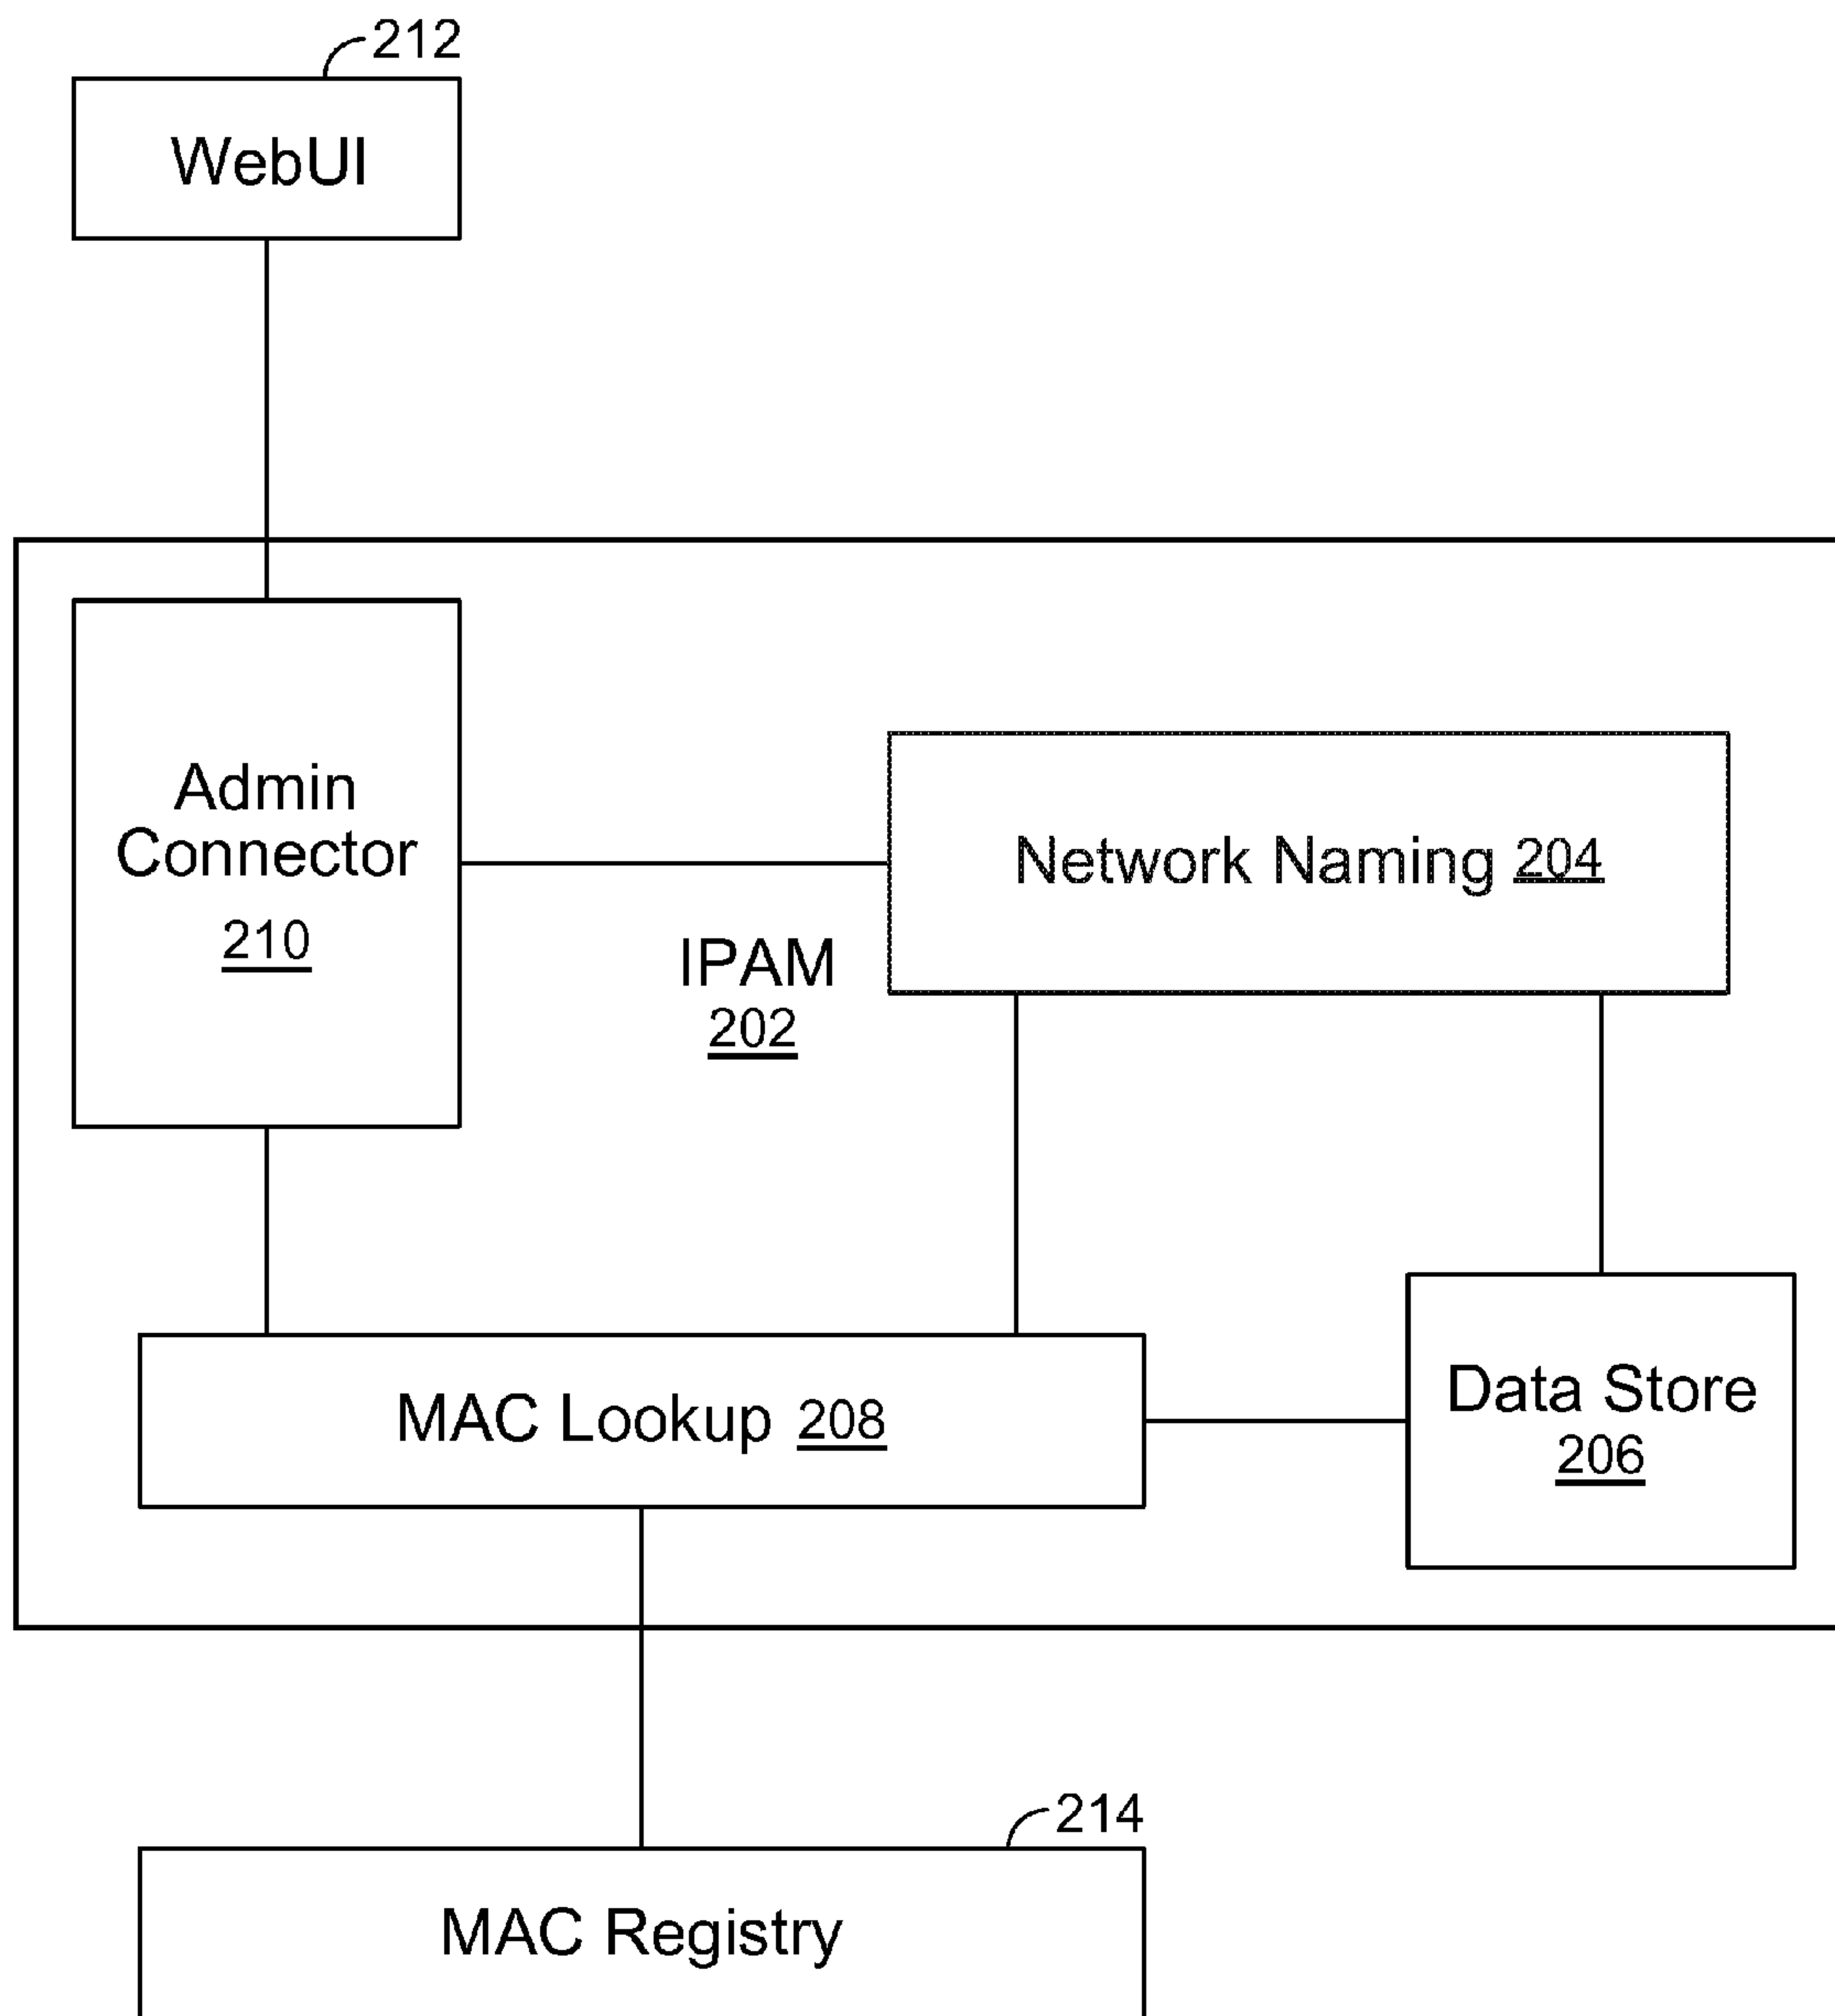 212
WebUI
Admin
Connector
210
Network Naming 204
IPAM
202
MAC Lookup 208
Data Store
206
214
MAC Registry